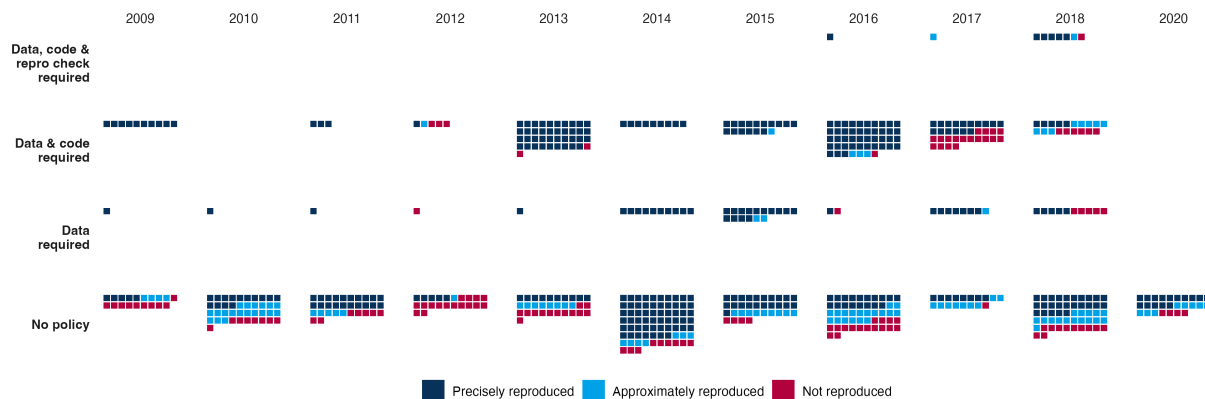 2009 2010 2011 2012 2013 2014 2015 2016 2017 2018 2020
Data, code &
repro check
required
Data & code
required
Data
required
No policy
Precisely reproduced Approximately reproduced Not reproduced